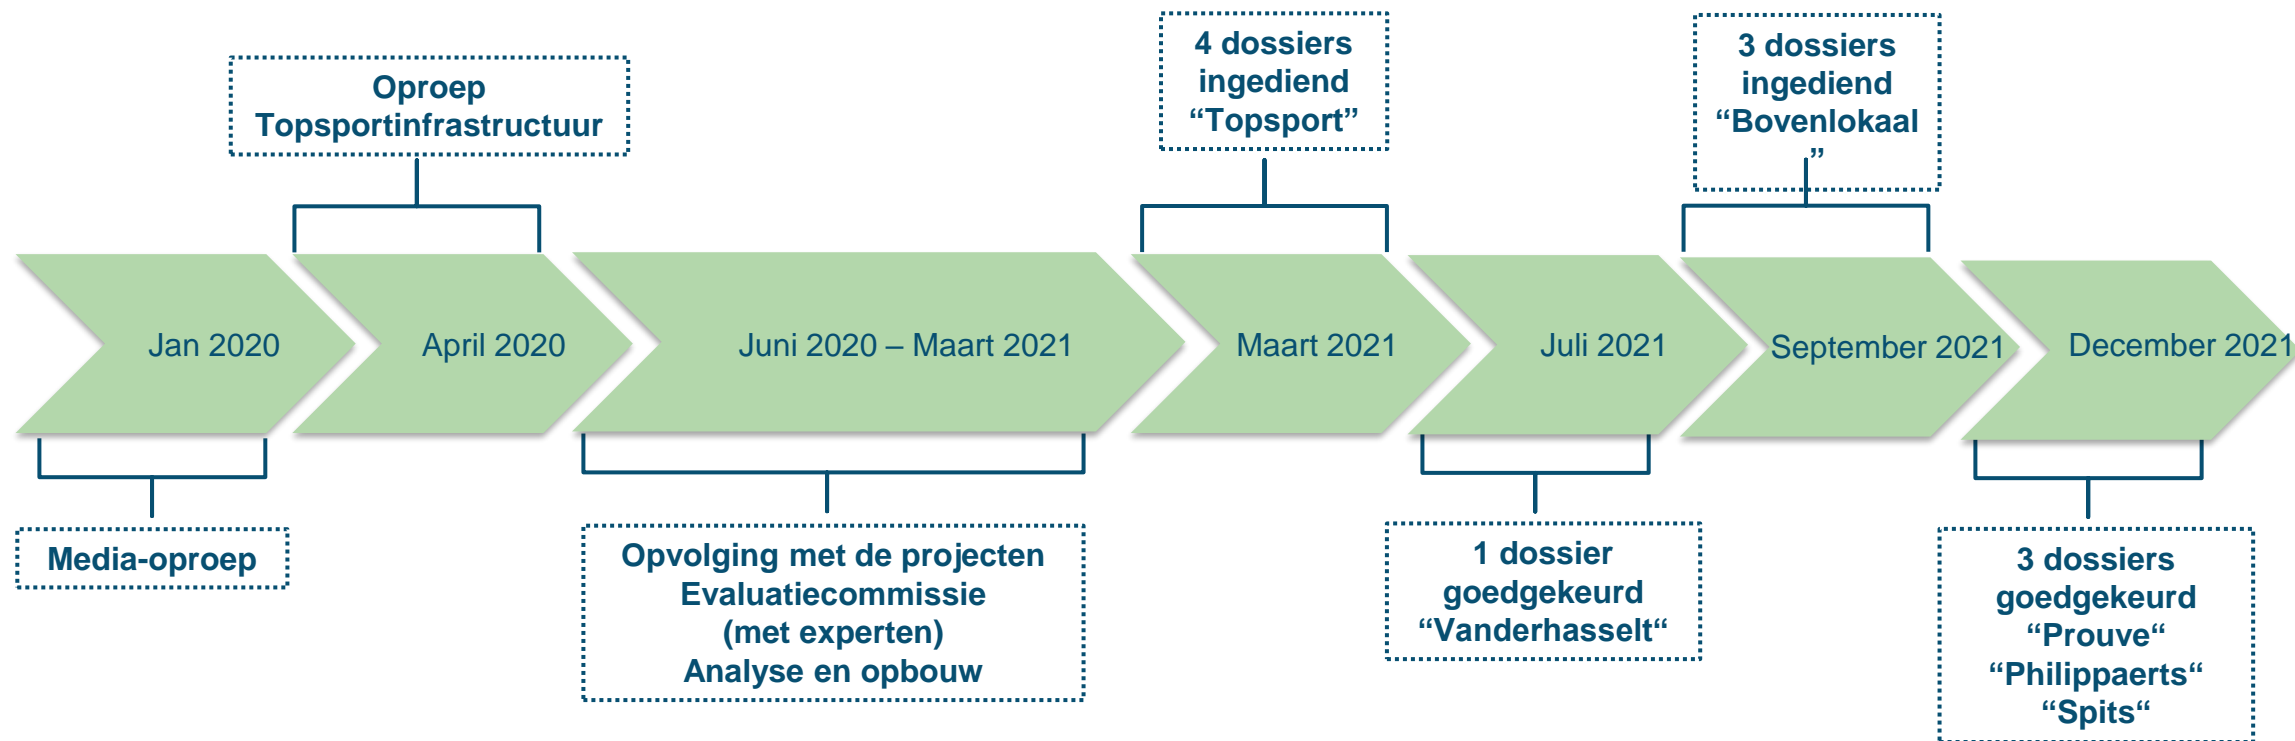 Oproep
Topsportinfrastructuur
4 dossiers
ingediend
“Topsport”
3 dossiers
ingediend
“Bovenlokaal
”
Jan 2020
April 2020
Juni 2020 – Maart 2021
Maart 2021
Juli 2021
September 2021
December 2021
Media-oproep
Opvolging met de projecten
Evaluatiecommissie
(met experten)
Analyse en opbouw
1 dossier
goedgekeurd
“Vanderhasselt“
3 dossiers
goedgekeurd
“Prouve“
“Philippaerts“
“Spits“